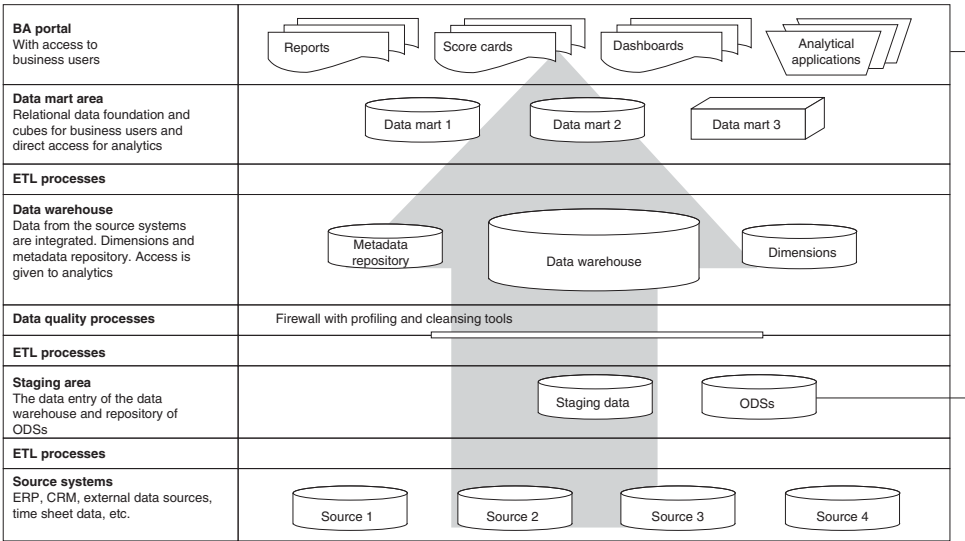 BA portal
With access to
business users
Reports
Score cards
Dashboards
Analytical
applications
Data mart area
Relational data foundation and
cubes for business users and
direct access for analytics
Data mart 1
Data mart 2
Data mart 3
ETL processes
Data warehouse
Data from the source systems
are integrated. Dimensions and
metadata repository. Access is
given to analytics
Metadata
repository
Data warehouse
Dimensions
Data quality processes
Firewall with profiling and cleansing tools
ETL processes
Staging area
The data entry of the data
warehouse and repository of
ODSs
Staging data
ODSs
ETL processes
Source systems
ERP, CRM, external data sources,
time sheet data, etc.
Source 1
Source 2
Source 3
Source 4